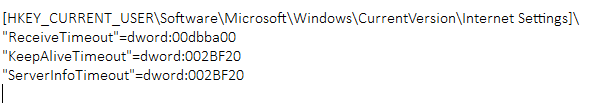 [HKEY_CURRENT_USER\Software\Microsoft\Windows\CurrentVersion\Internet Settings]\
"ReceiveTimeout"=dword:00dbba00
"KeepAliveTimeout"=dword:002BF20
"ServerInfoTimeout"=dword:002BF20